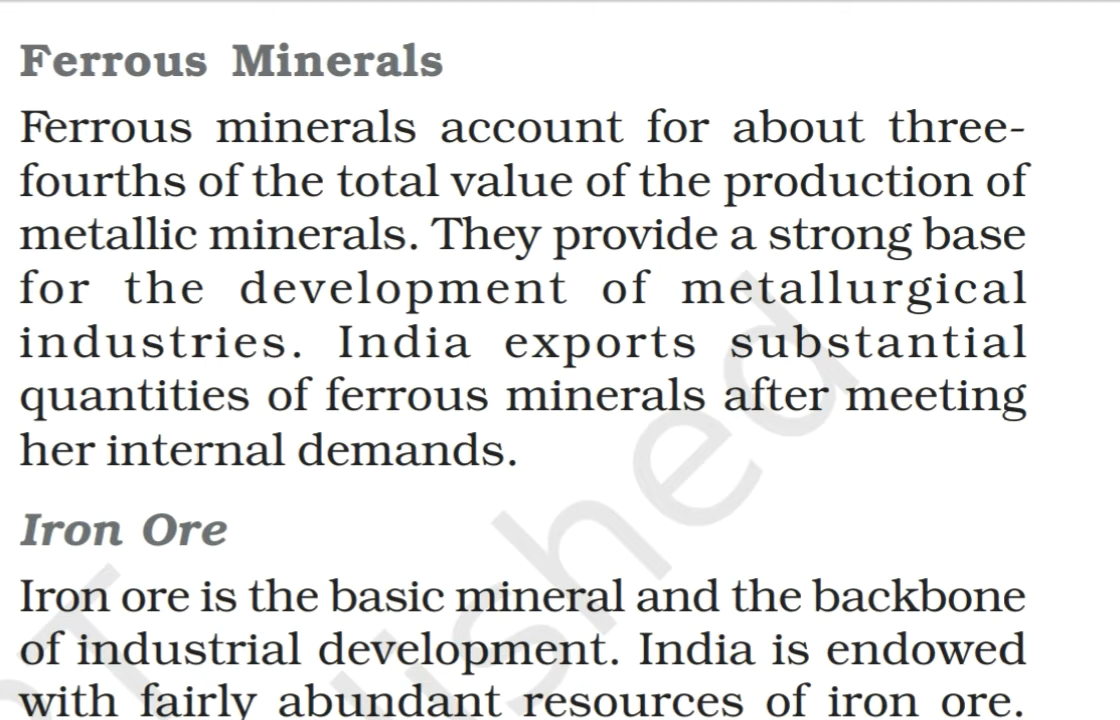 Ferrous Minerals
Ferrous minerals account for about three-
fourths of the total value of the production of
metallic minerals. They provide a strong base
for the development of metallurgical
industries. India exports substantial
quantities of ferrous minerals after meeting
her internal demands.
Iron Ore
Iron ore is the basic mineral and the backbone
of industrial development. India is endowed
with fairly abundant resources of iron ore.